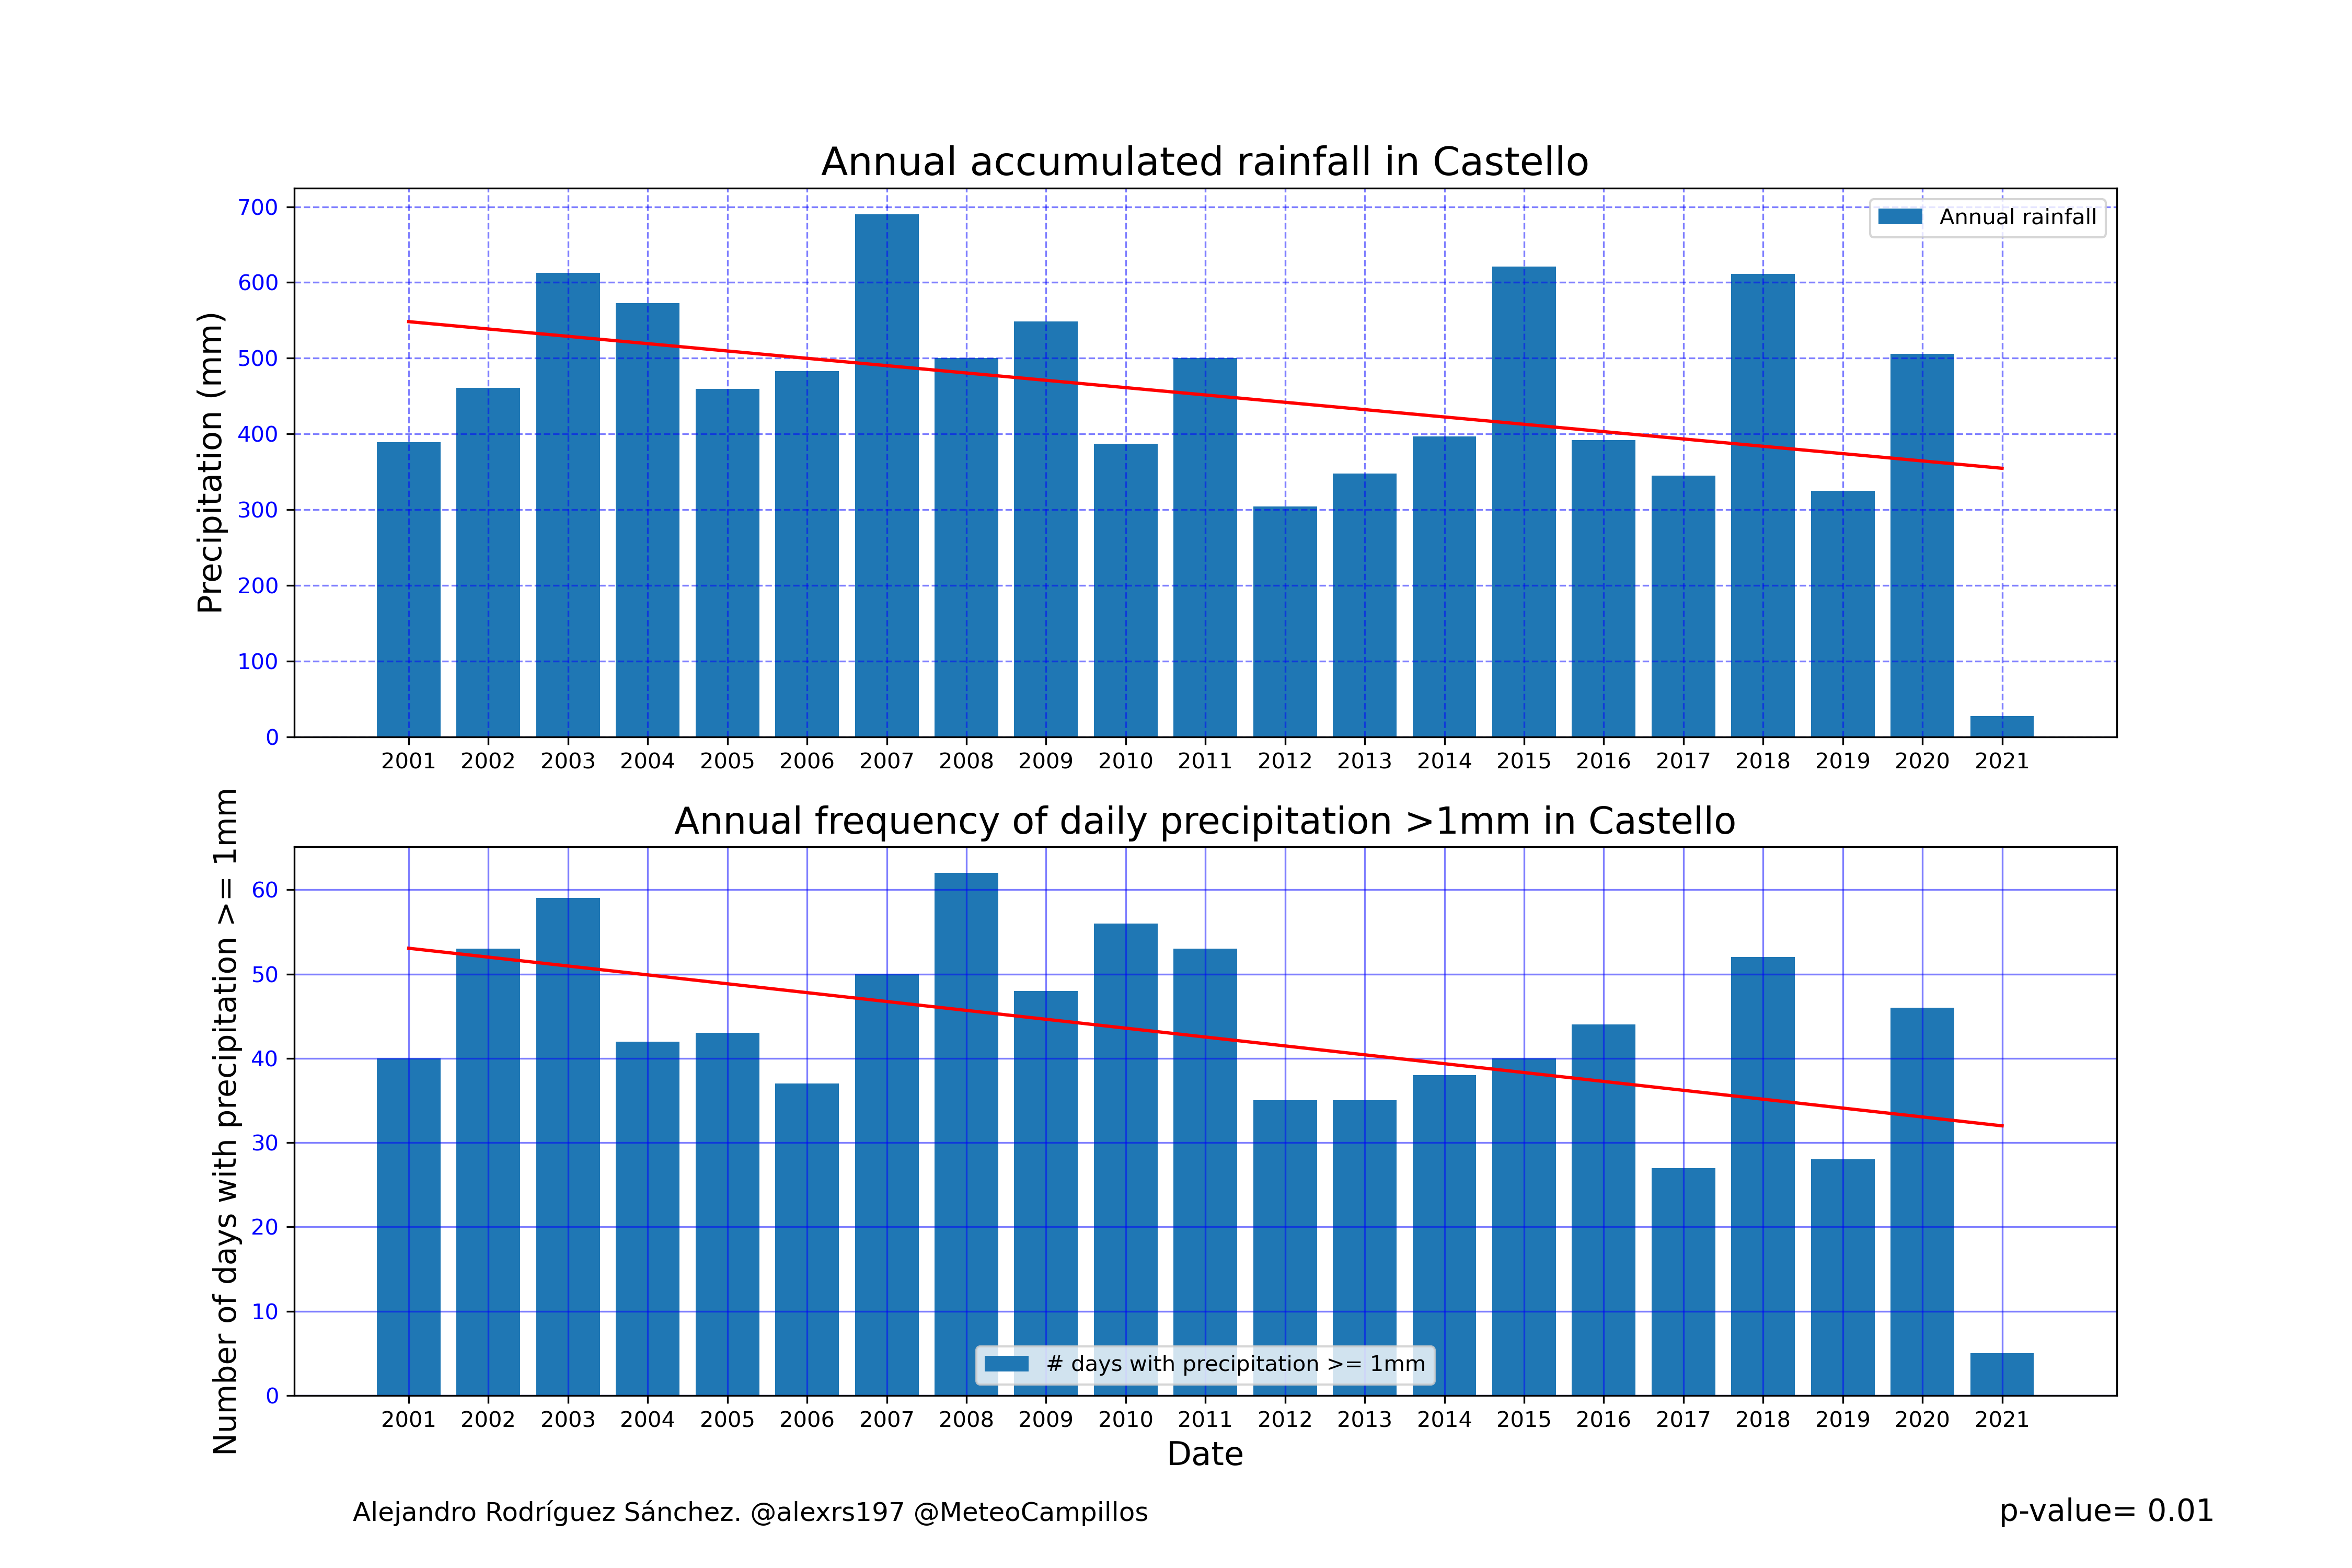 Annual accumulated rainfall in Castello
Precipitation (mm)
700
600
500
400
300
200
100
0
Annual rainfall
2001 2002 2003 2004 2005 2006 2007 2008 2009 2010 2011 2012 2013 2014 2015 2016 2017 2018 2019 2020 2021
Annual frequency of daily precipitation >1mm in Castello
Number of days with precipitation >= 1mm
60
50
40
30
20
10
0
# days with precipitation >= 1mm
2001 2002 2003 2004 2005 2006 2007 2008 2009 2010 2011 2012 2013 2014 2015 2016 2017 2018 2019 2020 2021
Date
Alejandro Rodríguez Sánchez. @alexrs197 @MeteoCampillos
p-value= 0.01